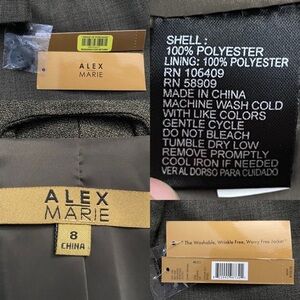 ALEX
MARIE
SHELL:
100% POLYESTER
LINING: 100% POLYESTER
RN 106409
RN 58909
MADE IN CHINA
MACHINE WASH COLD
WITH LIKE COLORS
GENTLE CYCLE
DO NOT BLEACH
TUMBLE DRY LOW
REMOVE PROMPTLY
COOL IRON IF NEEDED
VER AL DORSO PARA CUIDADO
ALEX
MARIE
8
CHINA
"The Washable, Wrinkle Free, Worry Free Jacket"